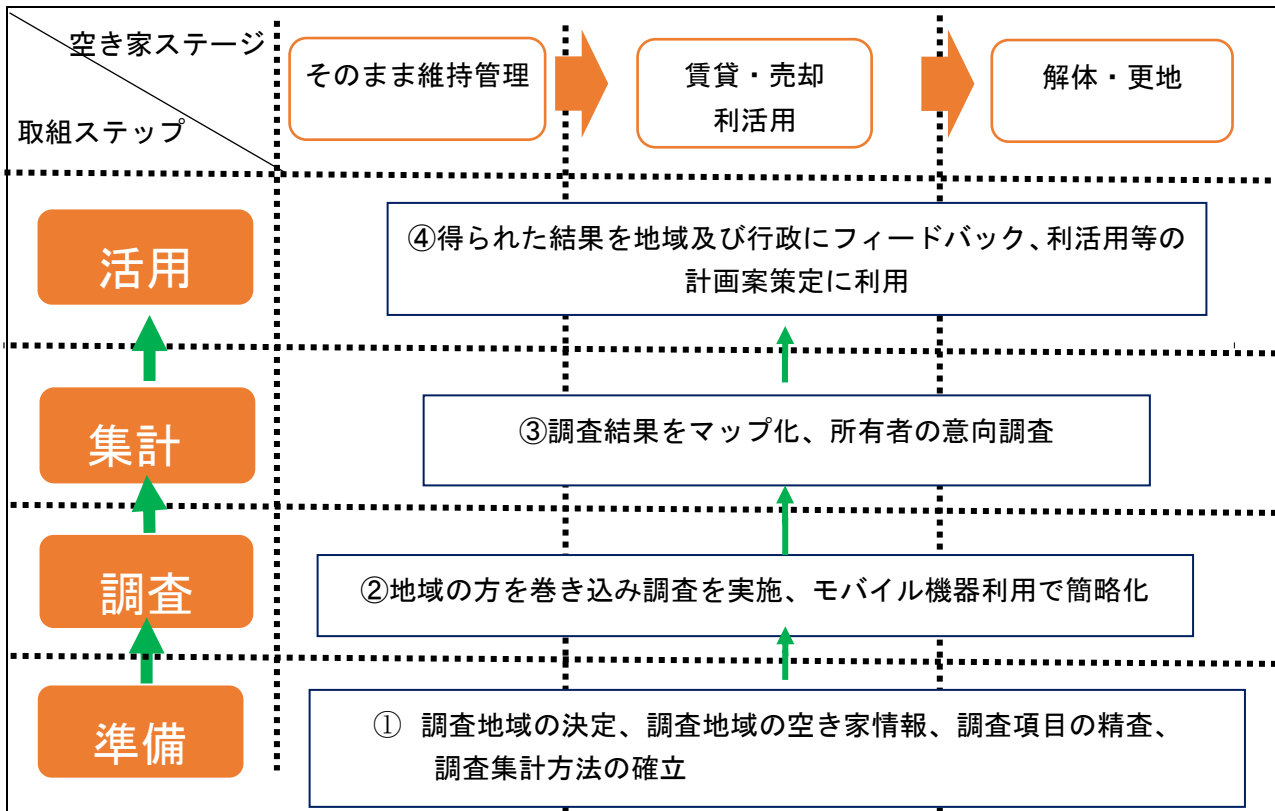 空き家ステージ
取組ステップ
そのまま維持管理
賃貸・売却
利活用
解体・更地
活用
④得られた結果を地域及び行政にフィードバック、利活用等の
計画案策定に利用
集計
③調査結果をマップ化、所有者の意向調査
調査
②地域の方を巻き込み調査を実施、モバイル機器利用で簡略化
準備
① 調査地域の決定、調査地域の空き家情報、調査項目の精査、
調査集計方法の確立